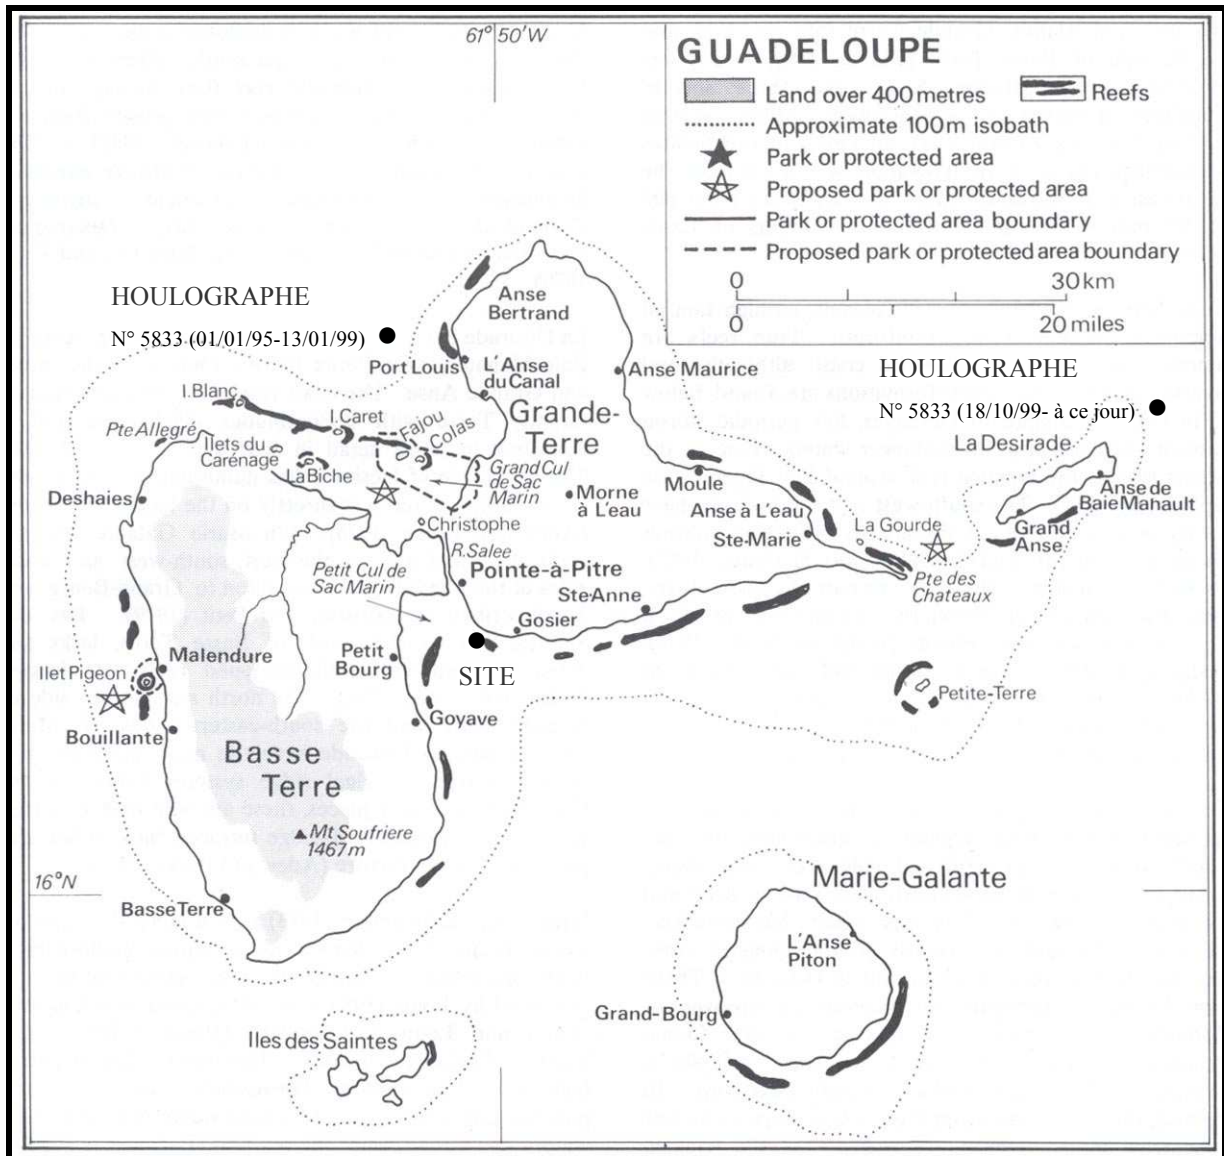 61°50'W
GUADELOUPE
Land over 400 metres
Reefs
Approximate 100m isobath
Park or protected area
Proposed park or protected area
Park or protected area boundary
Proposed park or protected area boundary
0 30 km
0 20 miles
HOULOGRAPHE
N° 5833 (01/01/95-13/01/99)
HOULOGRAPHE
N° 5833 (18/10/99- à ce jour)
Anse
Bertrand
Port Louis
L'Anse
du Canal
Anse Maurice
Grande-
Terre
I.Blanc
I.Caret
Fajou
Colas
Pte Allegré
Ilets du
Carénage
La Biche
Grand Cul
de Sac
Marin
Deshaies
Christophe
R.Salee
Morne
à L'eau
Moule
Anse à L'eau
Ste-Marie
La Desirade
La Gourde
Grand
Anse
Anse de
Baie Mahault
Pte des
Chateaux
Petit Cul de
Sac Marin
Pointe-à-Pitre
Ste-Anne
Gosier
SITE
Petit
Bourg
Malendure
Ilet Pigeon
Bouillante
Goyave
Petite-Terre
Basse
Terre
Mt Soufriere
1467m
16°N
Basse Terre
Marie-Galante
L'Anse
Piton
Grand-Bourg
Iles des Saintes